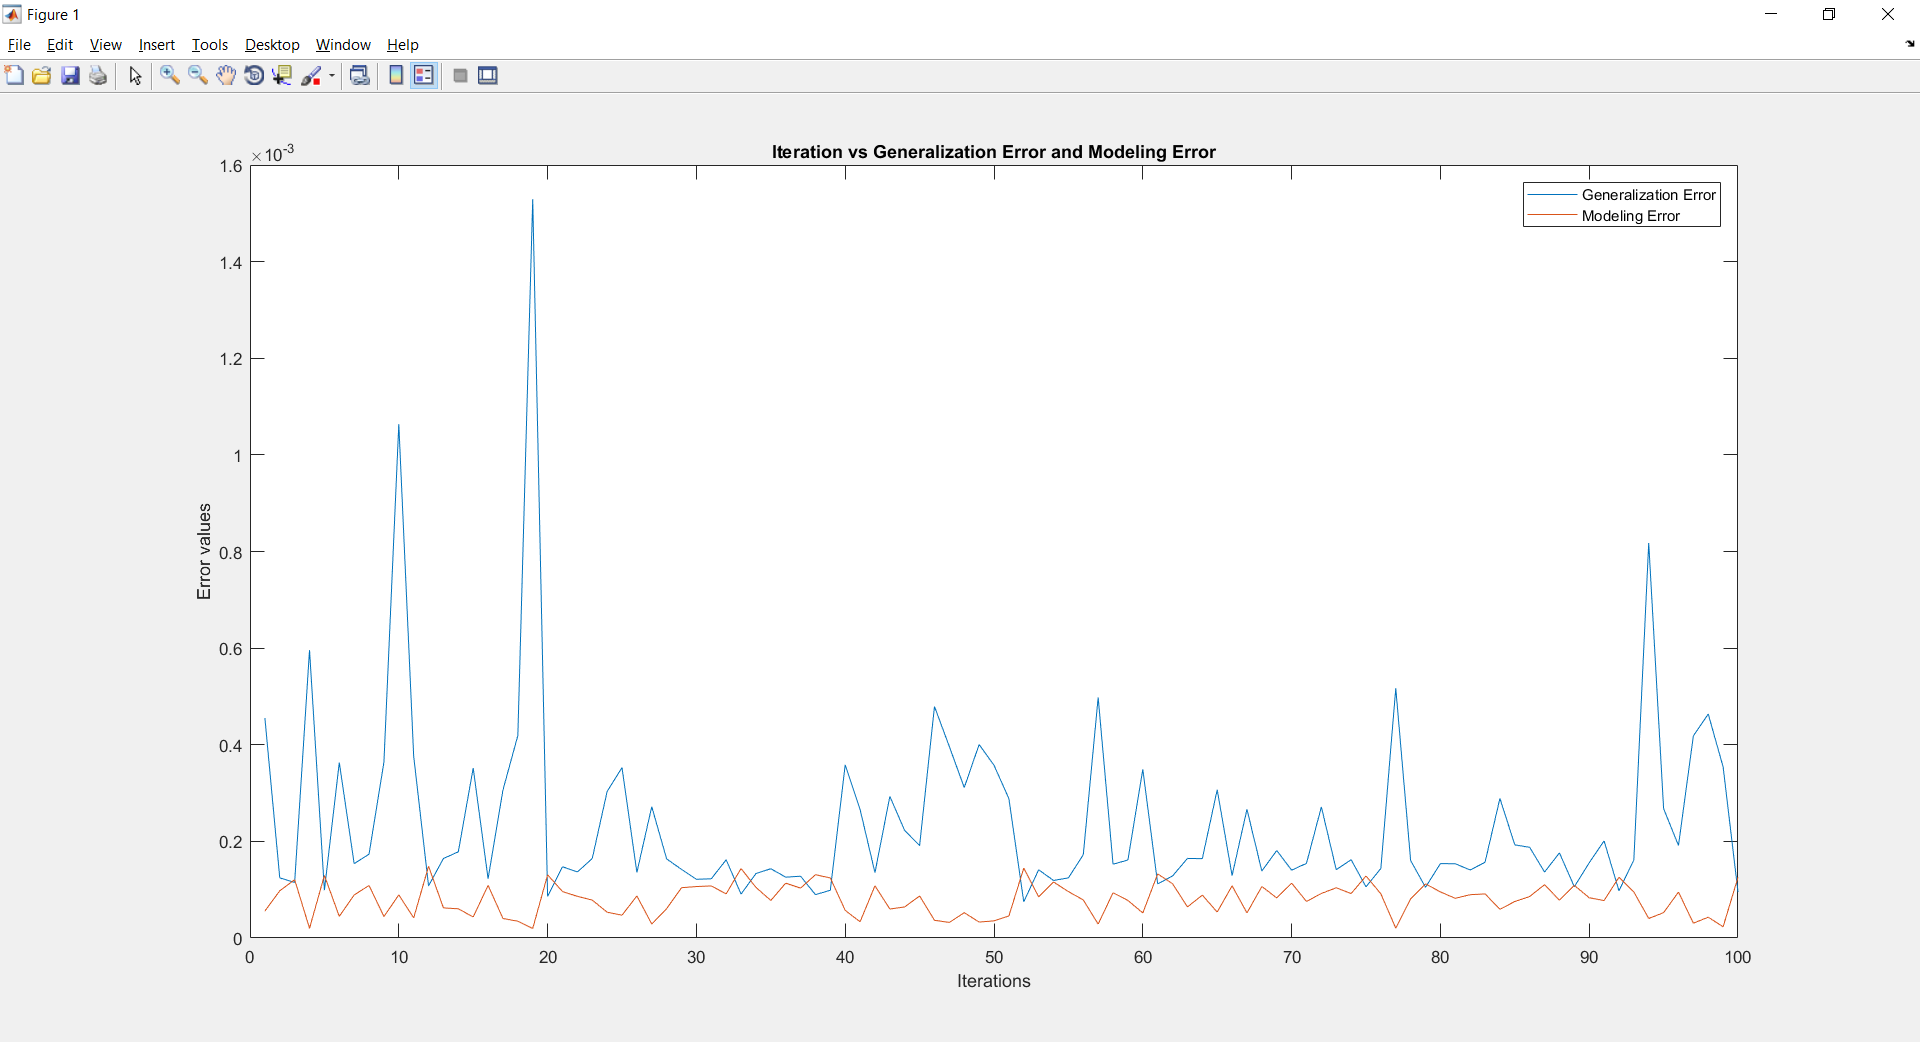 Figure 1
File Edit View Insert Tools Desktop Window Help
×10-3
Iteration vs Generalization Error and Modeling Error
Generalization Error
Modeling Error
1.6
1.4
1.2
1
0.8
0.6
0.4
0.2
0
Error values
0 10 20 30 40 50 60 70 80 90 100
Iterations